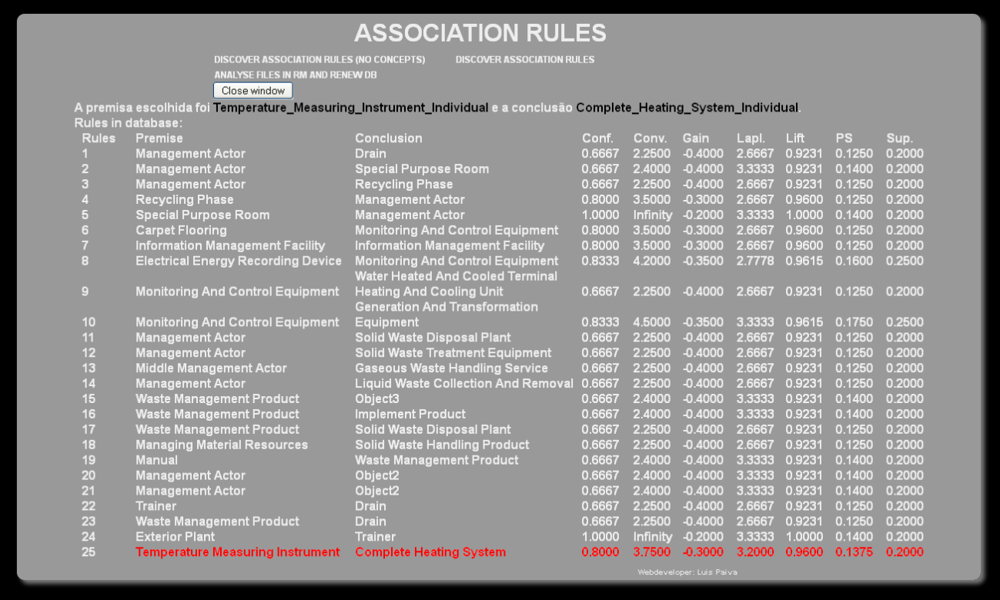 ASSOCIATION RULES
DISCOVER ASSOCIATION RULES (NO CONCEPTS) DISCOVER ASSOCIATION RULES
ANALYSE FILES IN RM AND RENEW DB
Close window
A premisa escolhida foi Temperature_Measuring_Instrument_Individual e a conclusão Complete_Heating_System_Individual.
Rules in database:
Rules Premise Conclusion Conf. Conv. Gain Lapl. Lift PS Sup.
1 Management Actor Drain 0.6667 2.2500 -0.4000 2.6667 0.9231 0.1250 0.2000
2 Management Actor Special Purpose Room 0.6667 2.4000 -0.4000 3.3333 0.9231 0.1400 0.2000
3 Management Actor Recycling Phase 0.6667 2.2500 -0.4000 2.6667 0.9231 0.1250 0.2000
4 Recycling Phase Management Actor 0.8000 3.5000 -0.3000 2.6667 0.9600 0.1250 0.2000
5 Special Purpose Room Management Actor 1.0000 Infinity -0.2000 3.3333 1.0000 0.1400 0.2000
6 Carpet Flooring Monitoring And Control Equipment 0.8000 3.5000 -0.3000 2.6667 0.9600 0.1250 0.2000
7 Information Management Facility Information Management Facility 0.8000 3.5000 -0.3000 2.6667 0.9600 0.1250 0.2000
8 Electrical Energy Recording Device Monitoring And Control Equipment 0.8333 4.2000 -0.3500 2.7778 0.9615 0.1600 0.2500
Water Heated And Cooled Terminal
9 Monitoring And Control Equipment Heating And Cooling Unit 0.6667 2.2500 -0.4000 2.6667 0.9231 0.1250 0.2000
Generation And Transformation
10 Monitoring And Control Equipment Equipment 0.8333 4.5000 -0.3500 3.3333 0.9615 0.1750 0.2500
11 Management Actor Solid Waste Disposal Plant 0.6667 2.2500 -0.4000 2.6667 0.9231 0.1250 0.2000
12 Management Actor Solid Waste Treatment Equipment 0.6667 2.2500 -0.4000 2.6667 0.9231 0.1250 0.2000
13 Middle Management Actor Gaseous Waste Handling Service 0.6667 2.2500 -0.4000 2.6667 0.9231 0.1250 0.2000
14 Management Actor Liquid Waste Collection And Removal 0.6667 2.2500 -0.4000 2.6667 0.9231 0.1250 0.2000
15 Waste Management Product Object3 0.6667 2.4000 -0.4000 3.3333 0.9231 0.1400 0.2000
16 Waste Management Product Implement Product 0.6667 2.4000 -0.4000 3.3333 0.9231 0.1400 0.2000
17 Waste Management Product Solid Waste Disposal Plant 0.6667 2.2500 -0.4000 2.6667 0.9231 0.1250 0.2000
18 Managing Material Resources Solid Waste Handling Product 0.6667 2.2500 -0.4000 2.6667 0.9231 0.1250 0.2000
19 Manual Waste Management Product 0.6667 2.4000 -0.4000 3.3333 0.9231 0.1400 0.2000
20 Management Actor Object2 0.6667 2.4000 -0.4000 3.3333 0.9231 0.1400 0.2000
21 Management Actor Object2 0.6667 2.4000 -0.4000 3.3333 0.9231 0.1400 0.2000
22 Trainer Drain 0.6667 2.2500 -0.4000 2.6667 0.9231 0.1250 0.2000
23 Waste Management Product Drain 0.6667 2.2500 -0.4000 2.6667 0.9231 0.1250 0.2000
24 Exterior Plant Trainer 1.0000 Infinity -0.2000 3.3333 1.0000 0.1400 0.2000
25 Temperature Measuring Instrument Complete Heating System 0.8000 3.7500 -0.3000 3.2000 0.9600 0.1375 0.2000
Webdeveloper: Luis Paiva